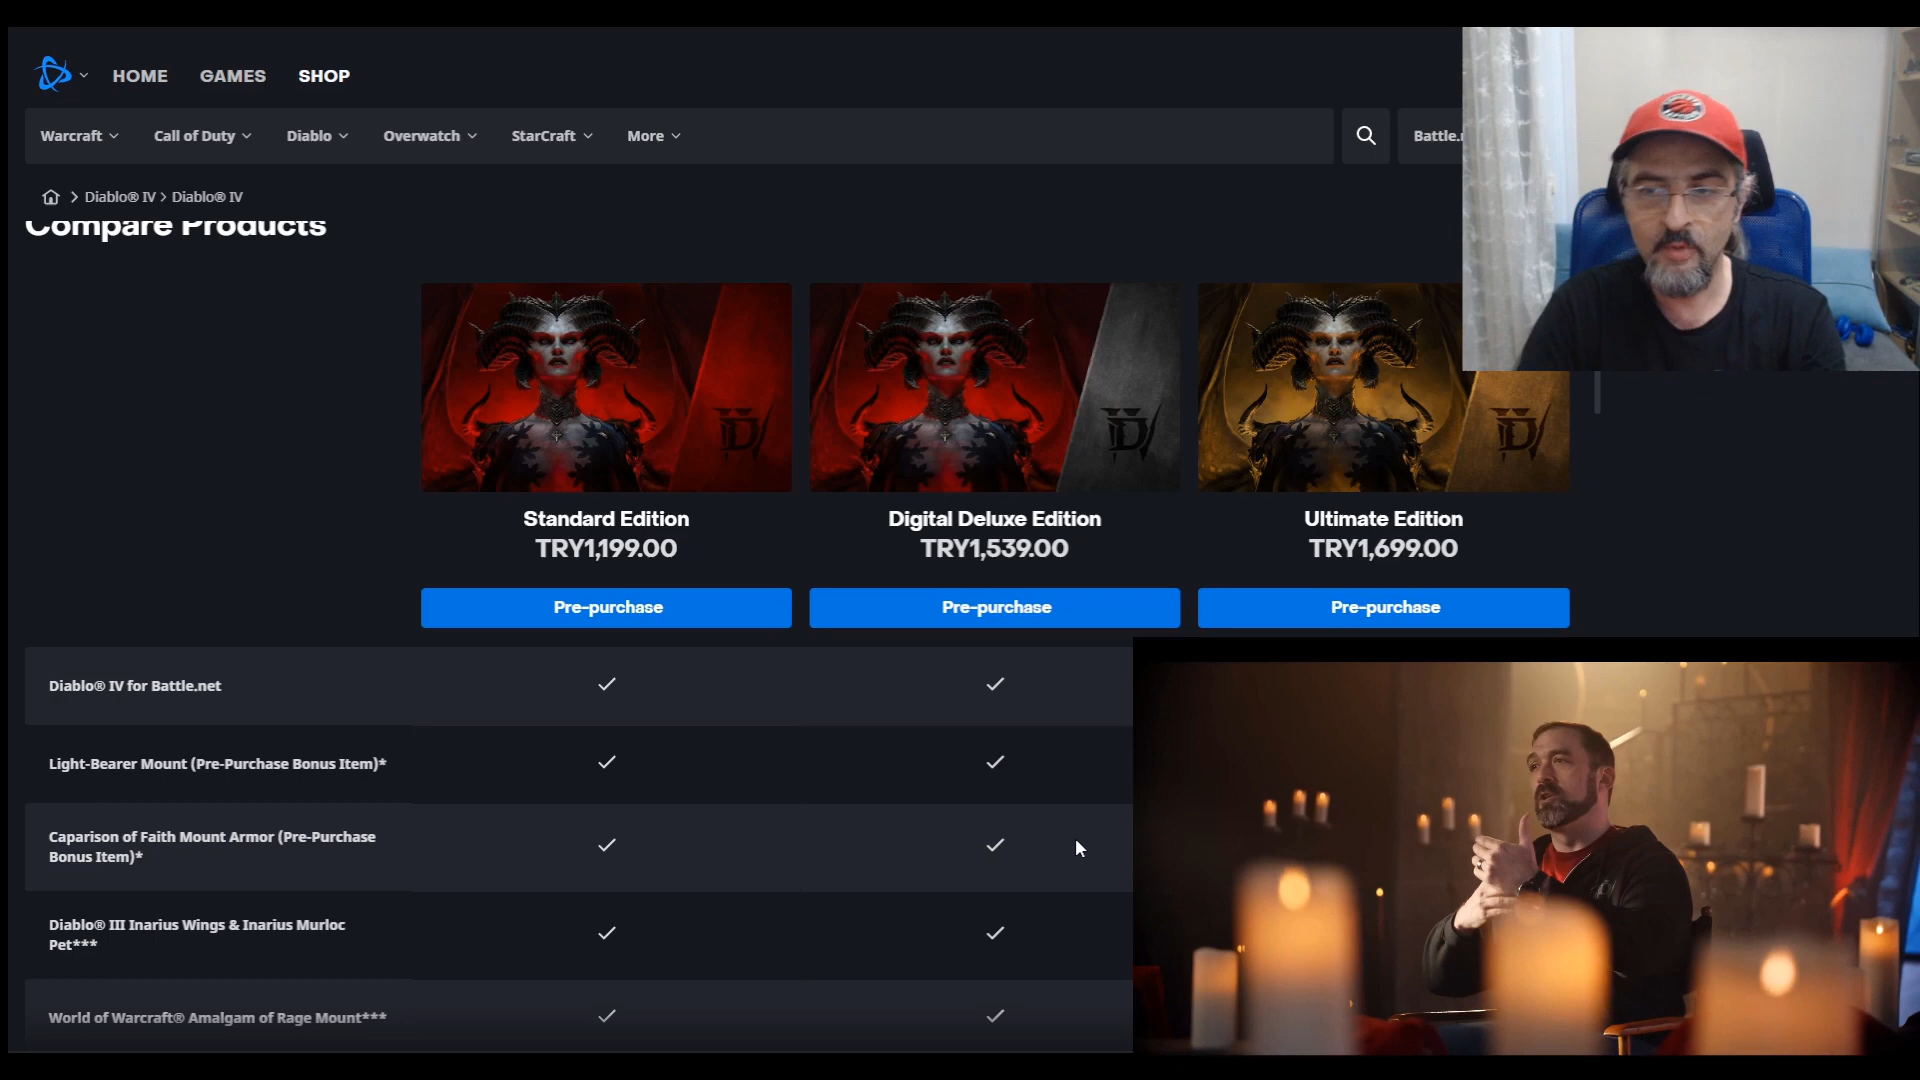 HOME GAMES SHOP
Warcraft Call of Duty Diablo Overwatch StarCraft More Battle.
Diablo® IV > Diablo® IV
Compare Products
Standard Edition
TRY1,199.00
Pre-purchase
Digital Deluxe Edition
TRY1,539.00
Pre-purchase
Ultimate Edition
TRY1,699.00
Pre-purchase
Diablo® IV for Battle.net
Light-Bearer Mount (Pre-Purchase Bonus Item)*
Caparison of Faith Mount Armor (Pre-Purchase
Bonus Item)*
Diablo® III Inarius Wings & Inarius Murloc
Pet***
World of Warcraft® Amalgam of Rage Mount***